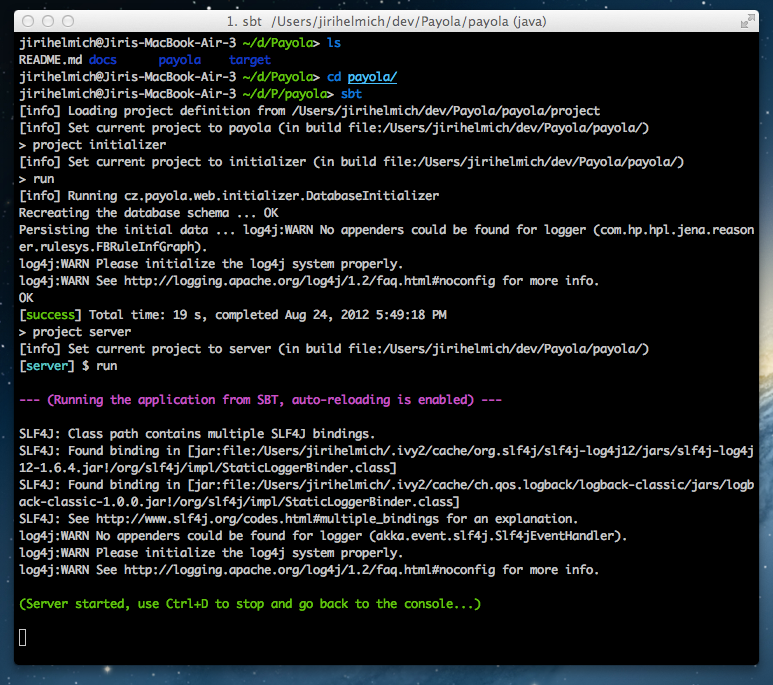 1. sbt  /Users/jirihelmich/dev/Payola/payola (java)
jirihelmich@Jiris-MacBook-Air-3 ~/d/Payola> ls
README.md docs      payola    target
jirihelmich@Jiris-MacBook-Air-3 ~/d/Payola> cd payola/
jirihelmich@Jiris-MacBook-Air-3 ~/d/P/payola> sbt
[info] Loading project definition from /Users/jirihelmich/dev/Payola/payola/project
[info] Set current project to payola (in build file:/Users/jirihelmich/dev/Payola/payola/)
> project initializer
[info] Set current project to initializer (in build file:/Users/jirihelmich/dev/Payola/payola/)
> run
[info] Running cz.payola.web.initializer.DatabaseInitializer
Recreating the database schema ... OK
Persisting the initial data ... log4j:WARN No appenders could be found for logger (com.hp.hpl.jena.reason
er.rulesys.FBRuleInfGraph).
log4j:WARN Please initialize the log4j system properly.
log4j:WARN See http://logging.apache.org/log4j/1.2/faq.html#noconfig for more info.
OK
[success] Total time: 19 s, completed Aug 24, 2012 5:49:18 PM
> project server
[info] Set current project to server (in build file:/Users/jirihelmich/dev/Payola/payola/)
[server] $ run
--- (Running the application from SBT, auto-reloading is enabled) ---
SLF4J: Class path contains multiple SLF4J bindings.
SLF4J: Found binding in [jar:file:/Users/jirihelmich/.ivy2/cache/org.slf4j/slf4j-log4j12/jars/slf4j-log4j
12-1.6.4.jar!/org/slf4j/impl/StaticLoggerBinder.class]
SLF4J: Found binding in [jar:file:/Users/jirihelmich/.ivy2/cache/ch.qos.logback/logback-classic/jars/logb
ack-classic-1.0.0.jar!/org/slf4j/impl/StaticLoggerBinder.class]
SLF4J: See http://www.slf4j.org/codes.html#multiple_bindings for an explanation.
log4j:WARN No appenders could be found for logger (akka.event.slf4j.Slf4jEventHandler).
log4j:WARN Please initialize the log4j system properly.
log4j:WARN See http://logging.apache.org/log4j/1.2/faq.html#noconfig for more info.
(Server started, use Ctrl+D to stop and go back to the console...)